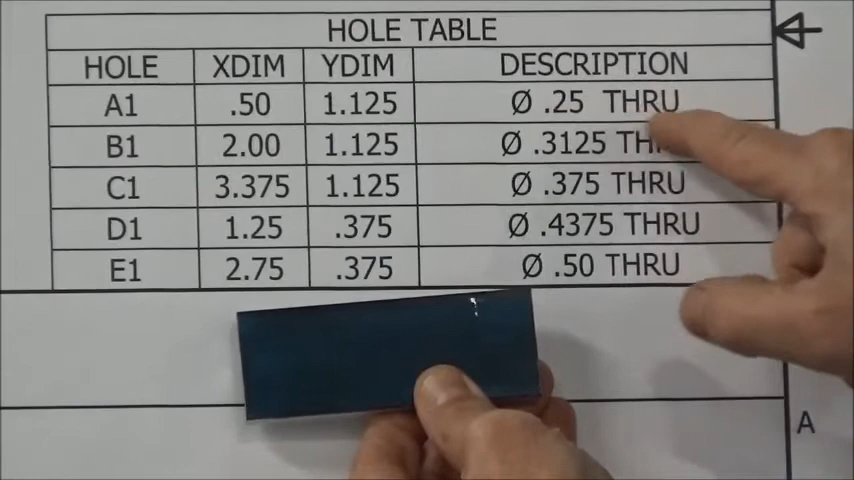 HOLE TABLE
HOLE XDIM YDIM DESCRIPTION
A1 .50 1.125 Ø .25 THRU
B1 2.00 1.125 Ø .3125
C1 3.375 1.125 Ø .375 THRU
D1 1.25 .375 Ø .4375 THRU
E1 2.75 .375 Ø .50 THRU
A